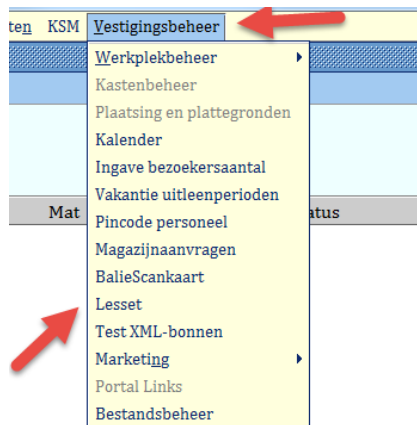 ten KSM Vestigingsbeheer
Werkplekbeheer
Kastenbeheer
Plaatsing en plattegronden
Kalender
Ingave bezoekersaantal
Vakantie uitleenperioden
Mat atus
Pincode personeel
Magazijnaanvragen
BalieScankaart
Lesset
Test XML-bonnen
Marketing
Portal Links
Bestandsbeheer